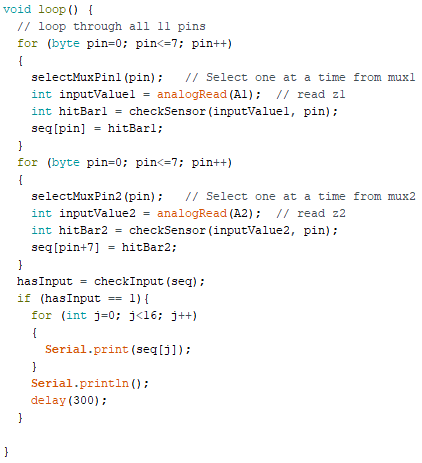 void loop() {
  // loop through all 11 pins
  for (byte pin=0; pin<=7; pin++)
  {
    selectMuxPin1(pin);   // Select one at a time from mux1
    int inputValue1 = analogRead(A1);  // read z1
    int hitBar1 = checkSensor(inputValue1, pin);
    seq[pin] = hitBar1;
  }
  for (byte pin=0; pin<=7; pin++)
  {
    selectMuxPin2(pin);   // Select one at a time from mux2
    int inputValue2 = analogRead(A2);  // read z2
    int hitBar2 = checkSensor(inputValue2, pin);
    seq[pin+7] = hitBar2;
  }
  hasInput = checkInput(seq);
  if (hasInput == 1){
    for (int j=0; j<16; j++)
    {
      Serial.print(seq[j]);
    }
    Serial.println();
    delay(300);
  }

}